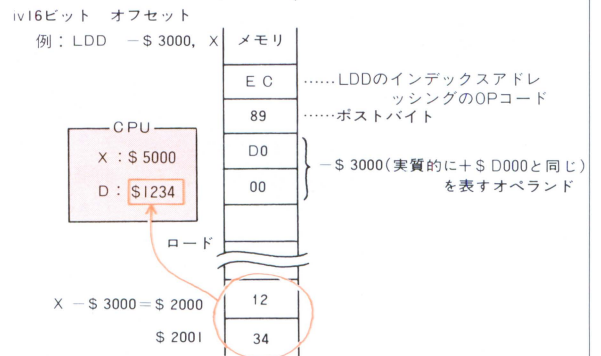 iv16ビット オフセット
例：LDD －$ 3000, X
メモリ
EC ……LDDのインデックスアドレ
ッシングのOPコード
89 ……ポストバイト
CPU
X：$ 5000
D：$1234
D0
00
－$ 3000(実質的に＋$ D000と同じ)
を表すオペランド
ロード
X －$ 3000＝$ 2000 12
$ 2001 34